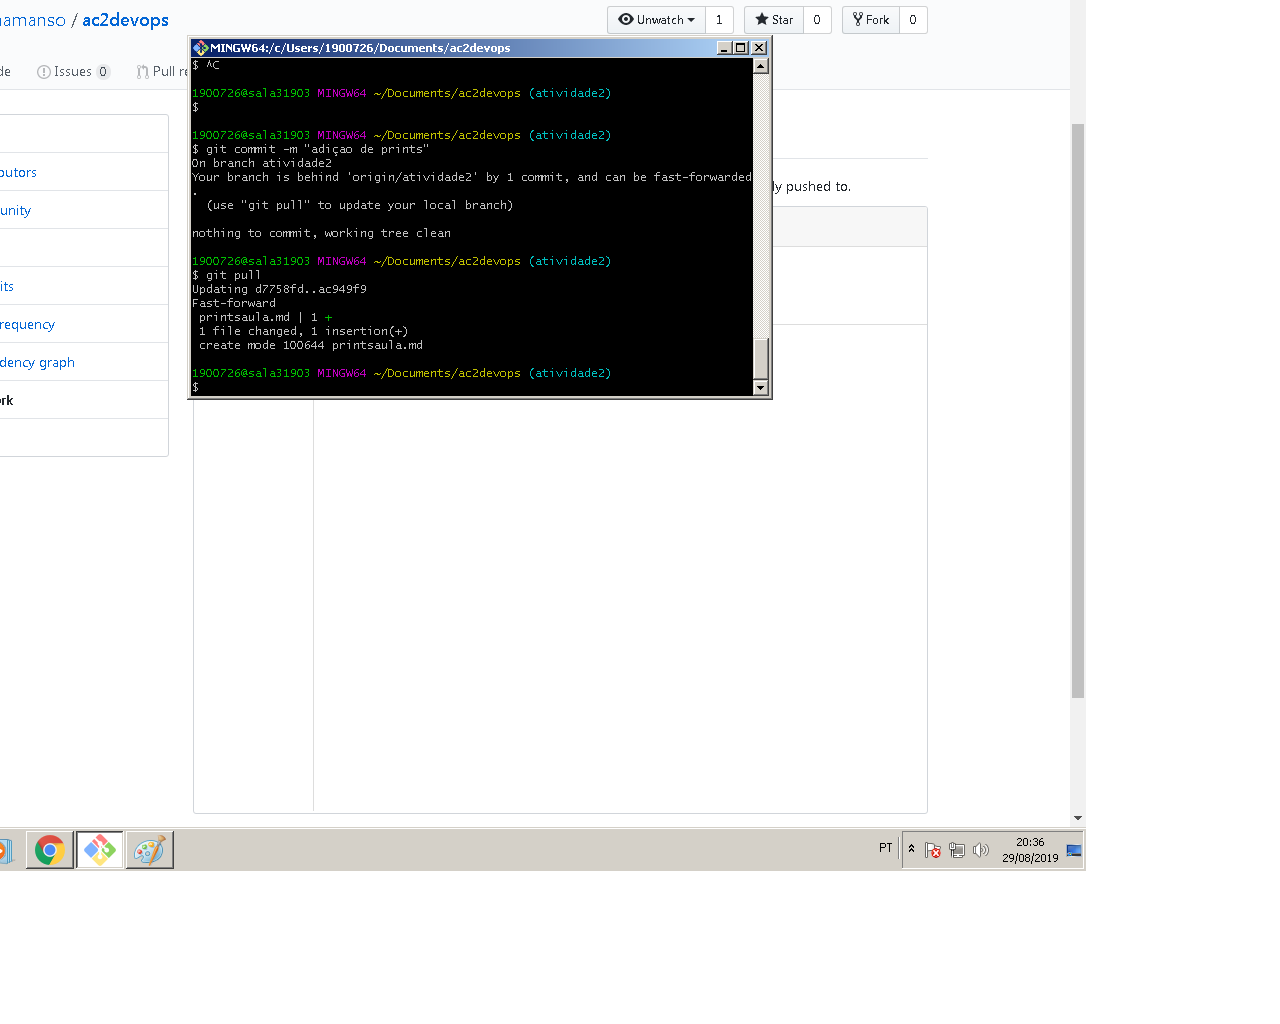 amanso / ac2devops
Unwatch 1
Star 0
Fork 0
de
Issues 0
Pull re
MINGW64:/c/Users/1900726/Documents/ac2devops
$ ^C
1900726@sala31903 MINGW64 ~/Documents/ac2devops (atividade2)
$
1900726@sala31903 MINGW64 ~/Documents/ac2devops (atividade2)
$ git commit -m "adiçao de prints"
On branch atividade2
Your branch is behind 'origin/atividade2' by 1 commit, and can be fast-forwarded
.
(use "git pull" to update your local branch)
nothing to commit, working tree clean
1900726@sala31903 MINGW64 ~/Documents/ac2devops (atividade2)
$ git pull
Updating d7758fd..ac949f9
Fast-forward
printsaula.md | 1 +
1 file changed, 1 insertion(+)
create mode 100644 printsaula.md
1900726@sala31903 MINGW64 ~/Documents/ac2devops (atividade2)
$
ly pushed to.
butors
unity
its
requency
dency graph
rk
PT
20:36
29/08/2019